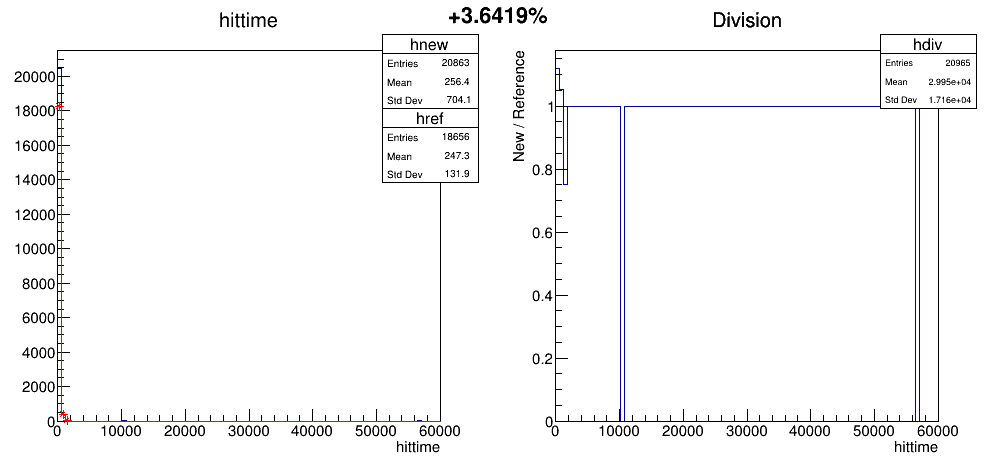 +3.6419%
hittime
hnew
Entries 20863
Mean 256.4
Std Dev 704.1
href
Entries 18656
Mean 247.3
Std Dev 131.9
20000
18000
16000
14000
12000
10000
8000
6000
4000
2000
0
0 10000 20000 30000 40000 50000 60000
hittime
Division
hdiv
Entries 20965
Mean 2.995e+04
Std Dev 1.716e+04
New / Reference
1
0.8
0.6
0.4
0.2
0
0 10000 20000 30000 40000 50000 60000
hittime